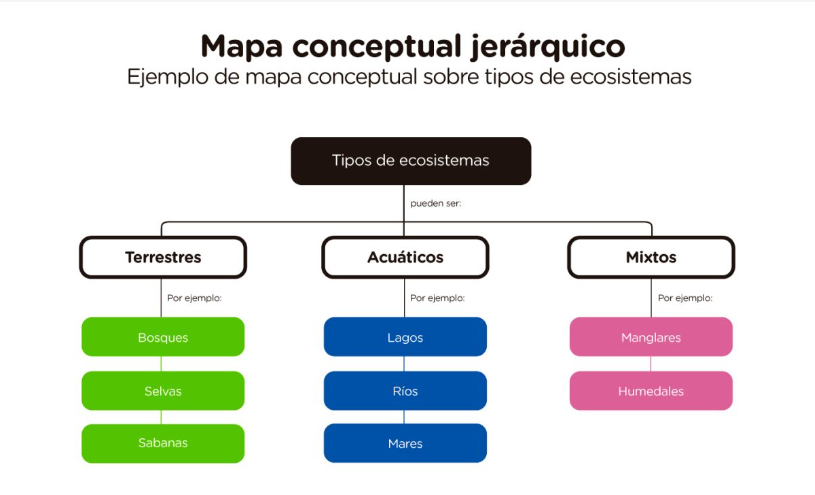 Mapa conceptual jerárquico
Ejemplo de mapa conceptual sobre tipos de ecosistemas
Tipos de ecosistemas
pueden ser:
Terrestres
Acuáticos
Mixtos
Por ejemplo:
Por ejemplo:
Por ejemplo:
Bosques
Lagos
Manglares
Selvas
Ríos
Humedales
Sabanas
Mares